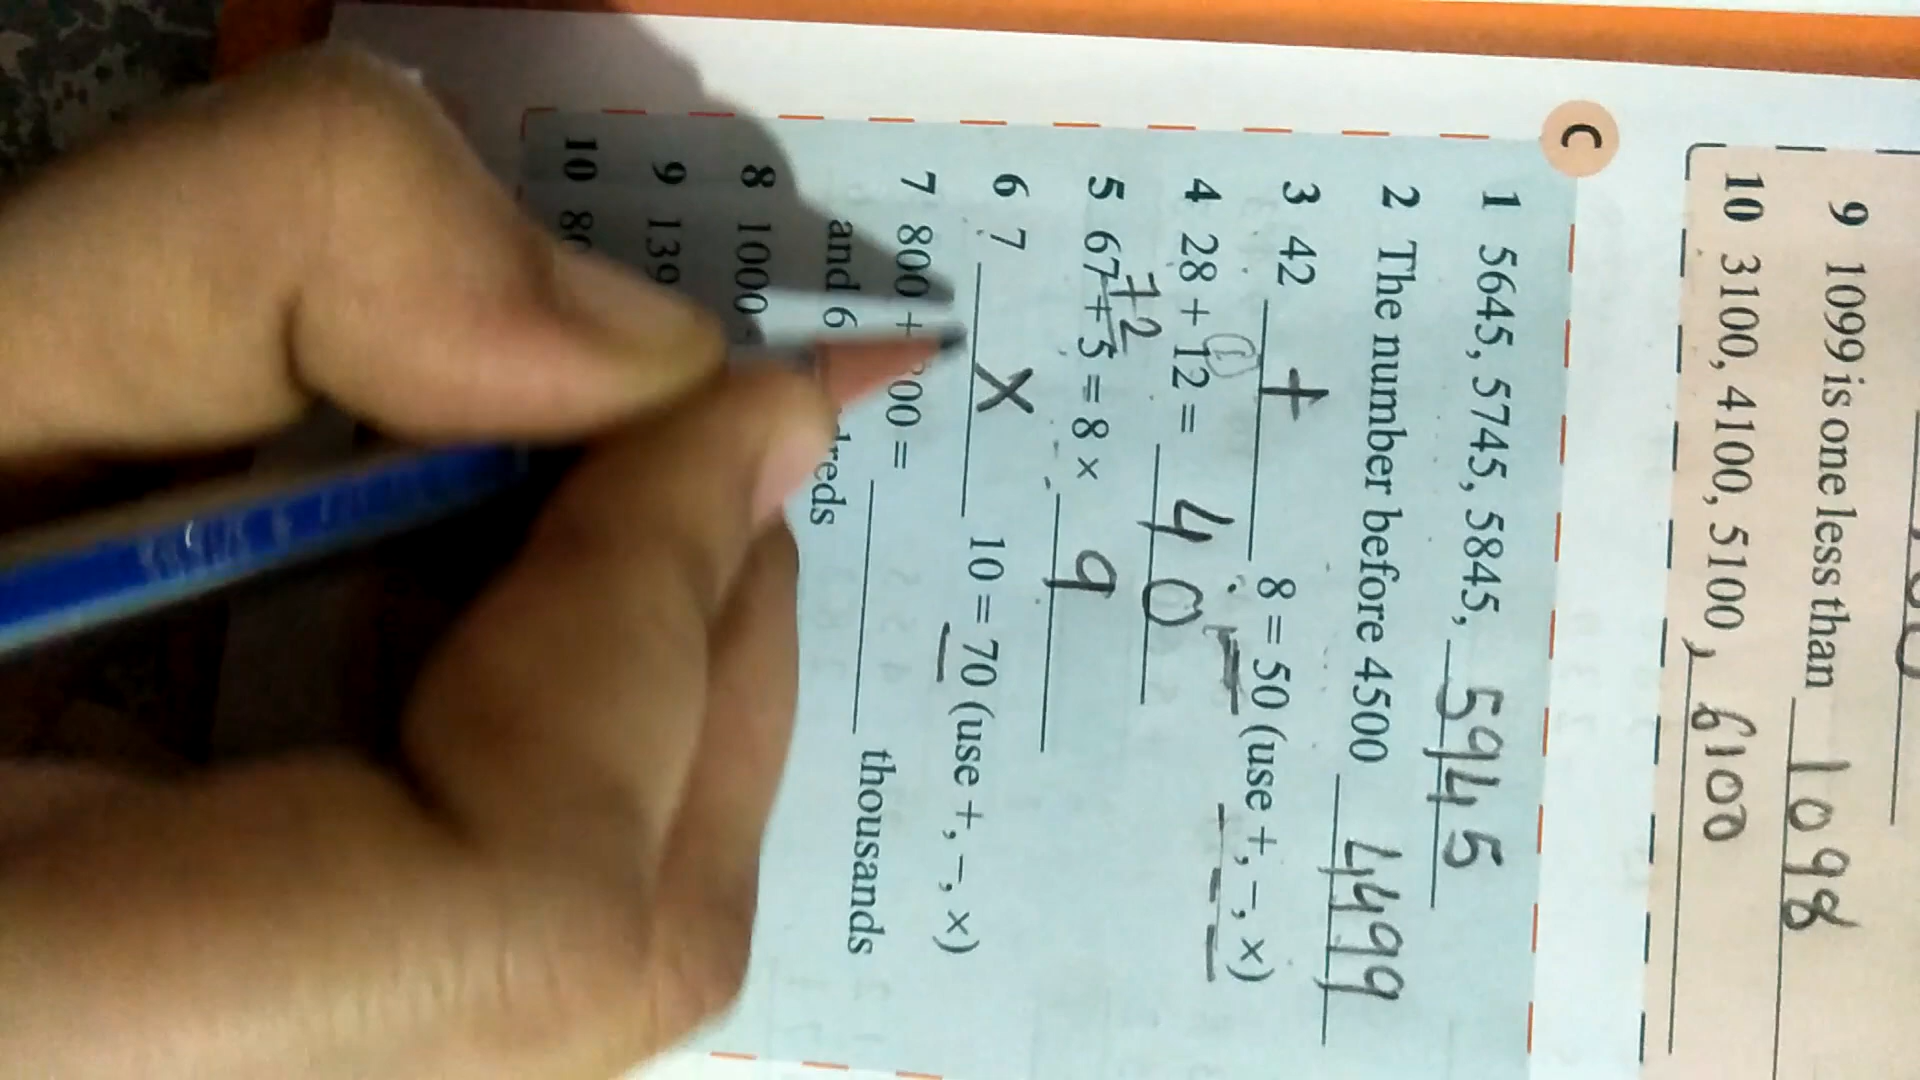 9 1099 is one less than 1098
10 3100, 4100, 5100, 6100
C
1 5645, 5745, 5845, 5945
2 The number before 4500 4499
3 42 + 8 = 50 (use +, −, ×)
4 28 + 12 = 40
72
5 67 + 5 = 8 × 9
6 7 × 10 = 70 (use +, −, ×)
7 800 + 00 = thousands
and 6
8 1000
9 139
10